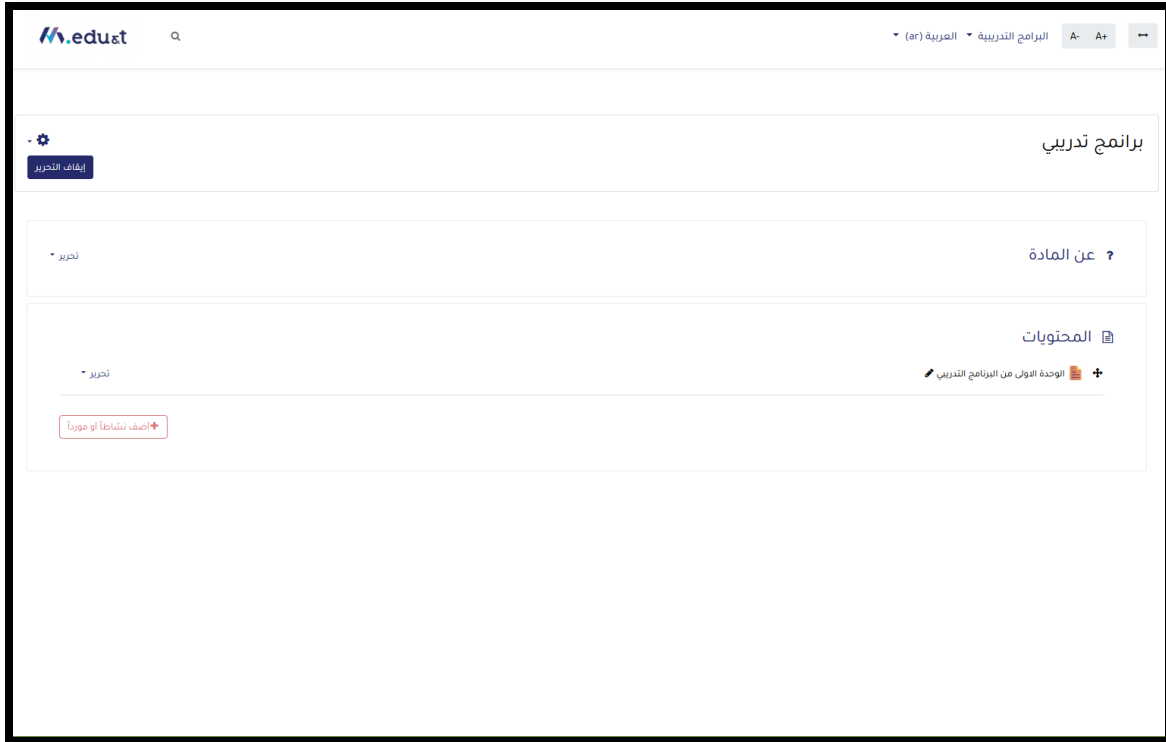 A- A+ البرامج التدريبية العربية (ar) M.edu&t
برانمج تدريبي
إيقاف التحرير
? عن المادة
تحرير
المحتويات
الوحدة الاولى من البرنامج التدريبي
تحرير
+أضف نشاطاً أو مورداً